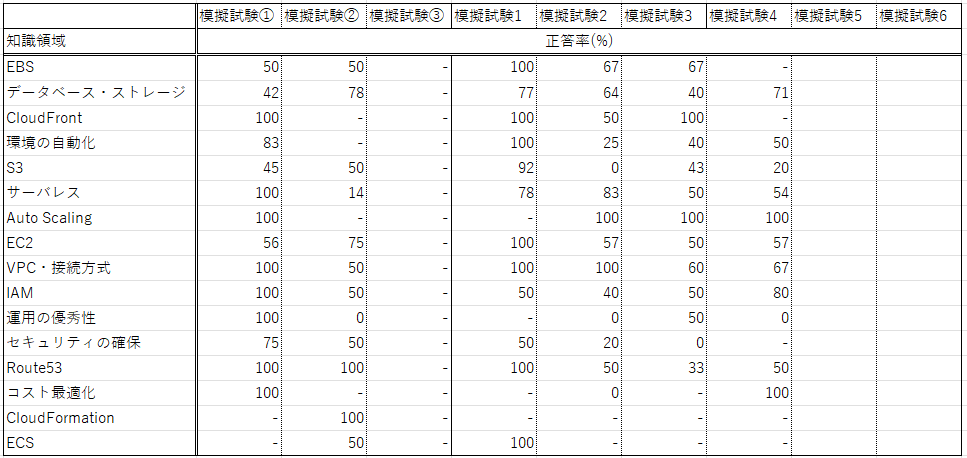 模擬試験① 模擬試験② 模擬試験③ 模擬試験1 模擬試験2 模擬試験3 模擬試験4 模擬試験5 模擬試験6
知識領域 正答率(%)
EBS 50 50 - 100 67 67 -
データベース・ストレージ 42 78 - 77 64 40 71
CloudFront 100 - - 100 50 100 -
環境の自動化 83 - - 100 25 40 50
S3 45 50 - 92 0 43 20
サーバレス 100 14 - 78 83 50 54
Auto Scaling 100 - - - 100 100 100
EC2 56 75 - 100 57 50 57
VPC・接続方式 100 50 - 100 100 60 67
IAM 100 50 - 50 40 50 80
運用の優秀性 100 0 - - 0 50 0
セキュリティの確保 75 50 - 50 20 0 -
Route53 100 100 - 100 50 33 50
コスト最適化 100 - - - 0 - 100
CloudFormation - 100 - - - - -
ECS - 50 - 100 - - -